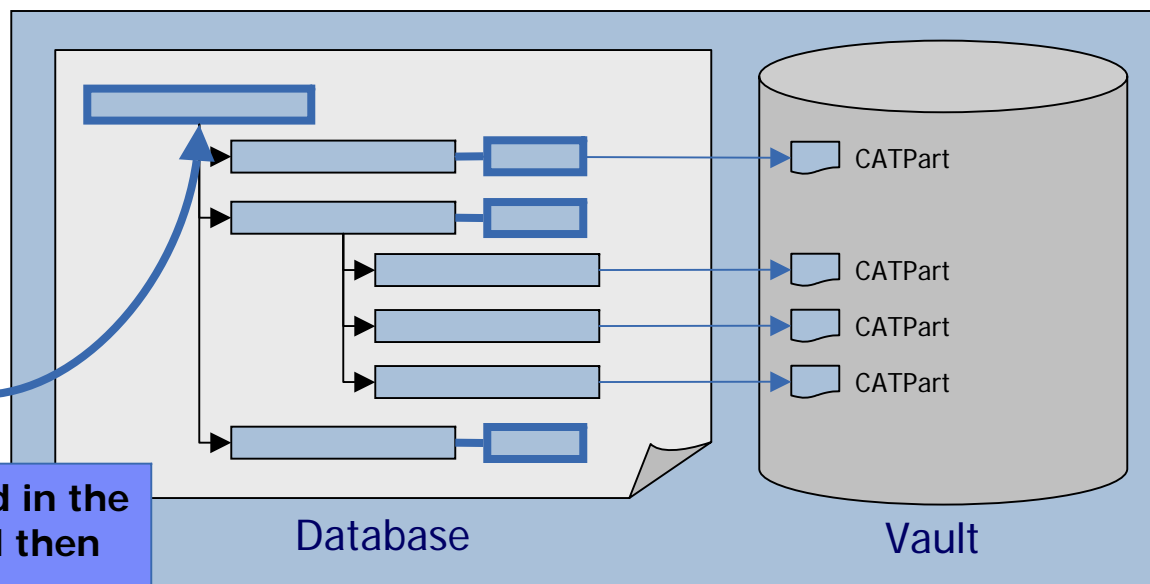 CATPart
CATPart
CATPart
CATPart
in the
then
Database
Vault